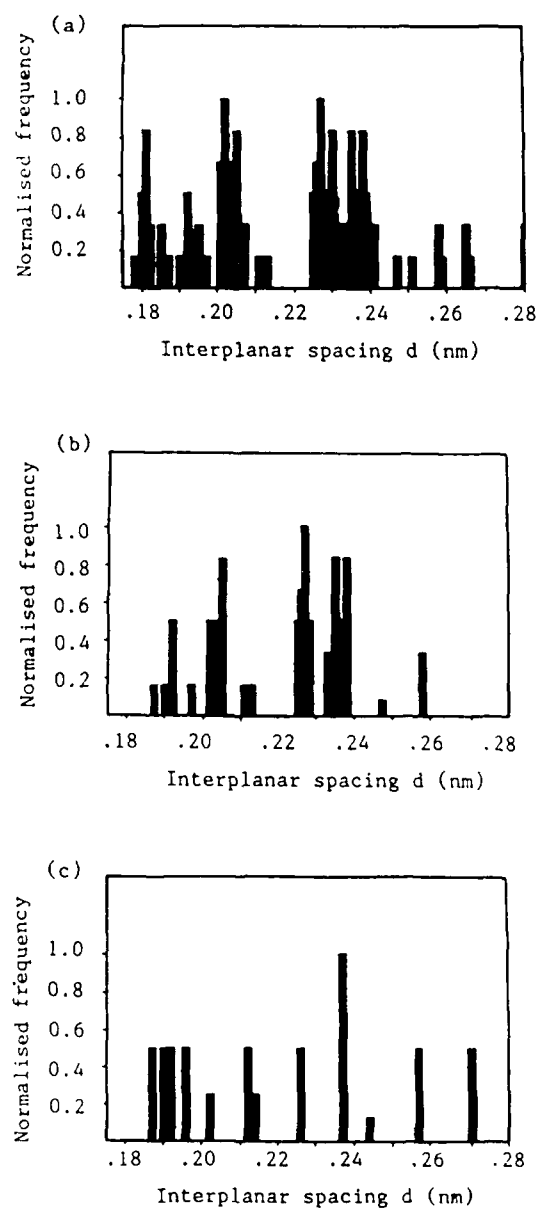 (a)
Normalised frequency
1.0
0.8
0.6
0.4
0.2
.18 .20 .22 .24 .26 .28
Interplanar spacing d (nm)
(b)
Normalised frequency
1.0
0.8
0.6
0.4
0.2
.18 .20 .22 .24 .26 .28
Interplanar spacing d (nm)
(c)
Normalised frequency
1.0
0.8
0.6
0.4
0.2
.18 .20 .22 .24 .26 .28
Interplanar spacing d (nm)